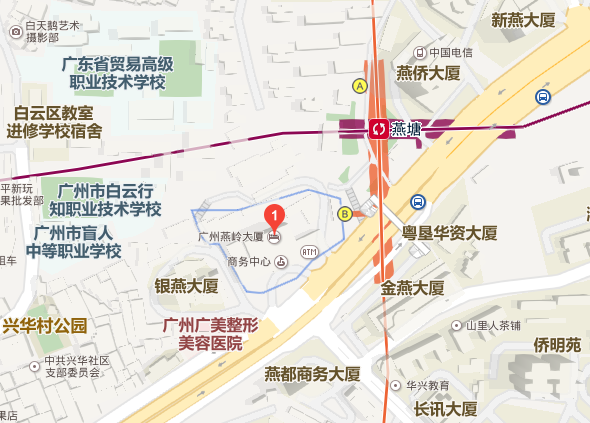 白天鹅艺术
摄影部
新燕大厦
中国电信
广东省贸易高级
职业技术学校
燕侨大厦
A
白云区教室
进修学校宿舍
燕塘
平新玩
果批发部
广州市白云行
知职业技术学校
1
B
广州市盲人
中等职业学校
广州燕岭大厦
粤垦华资大厦
ATM
商务中心
租车
银燕大厦
金燕大厦
兴华村公园
广州广美整形
美容医院
山里人茶铺
侨明苑
中共兴华社区
支部委员会
燕都商务大厦
华兴教育
长讯大厦
果店